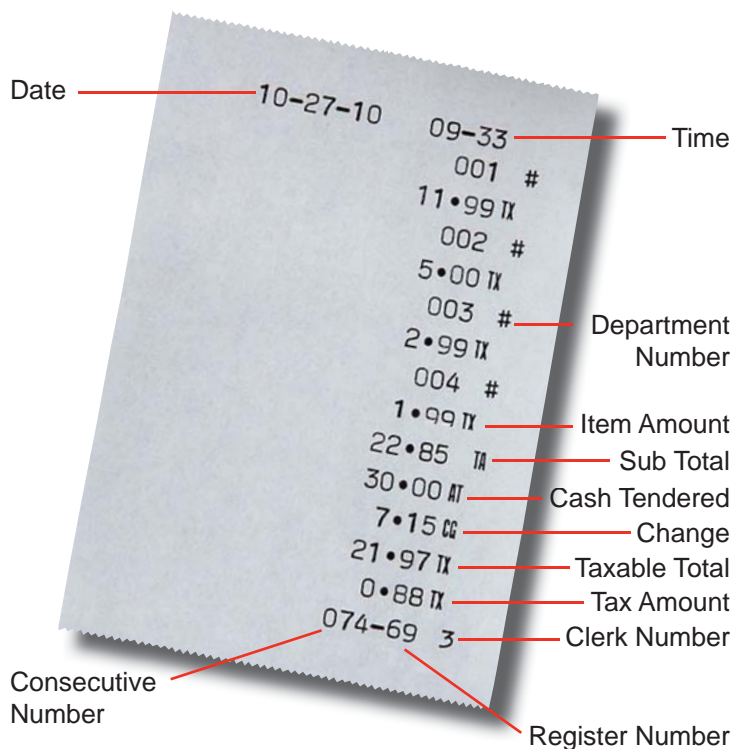 Date
10-27-10 09-33
Time
001 #
11•99 TX
002 #
5•00 TX
003 #
Department
Number
2•99 TX
004 #
1•99 TX
Item Amount
22•85 TA
Sub Total
30•00 AT
Cash Tendered
7•15 CG
Change
21•97 TX
Taxable Total
0•88 TX
Tax Amount
074-69 3
Clerk Number
Consecutive
Number
Register Number